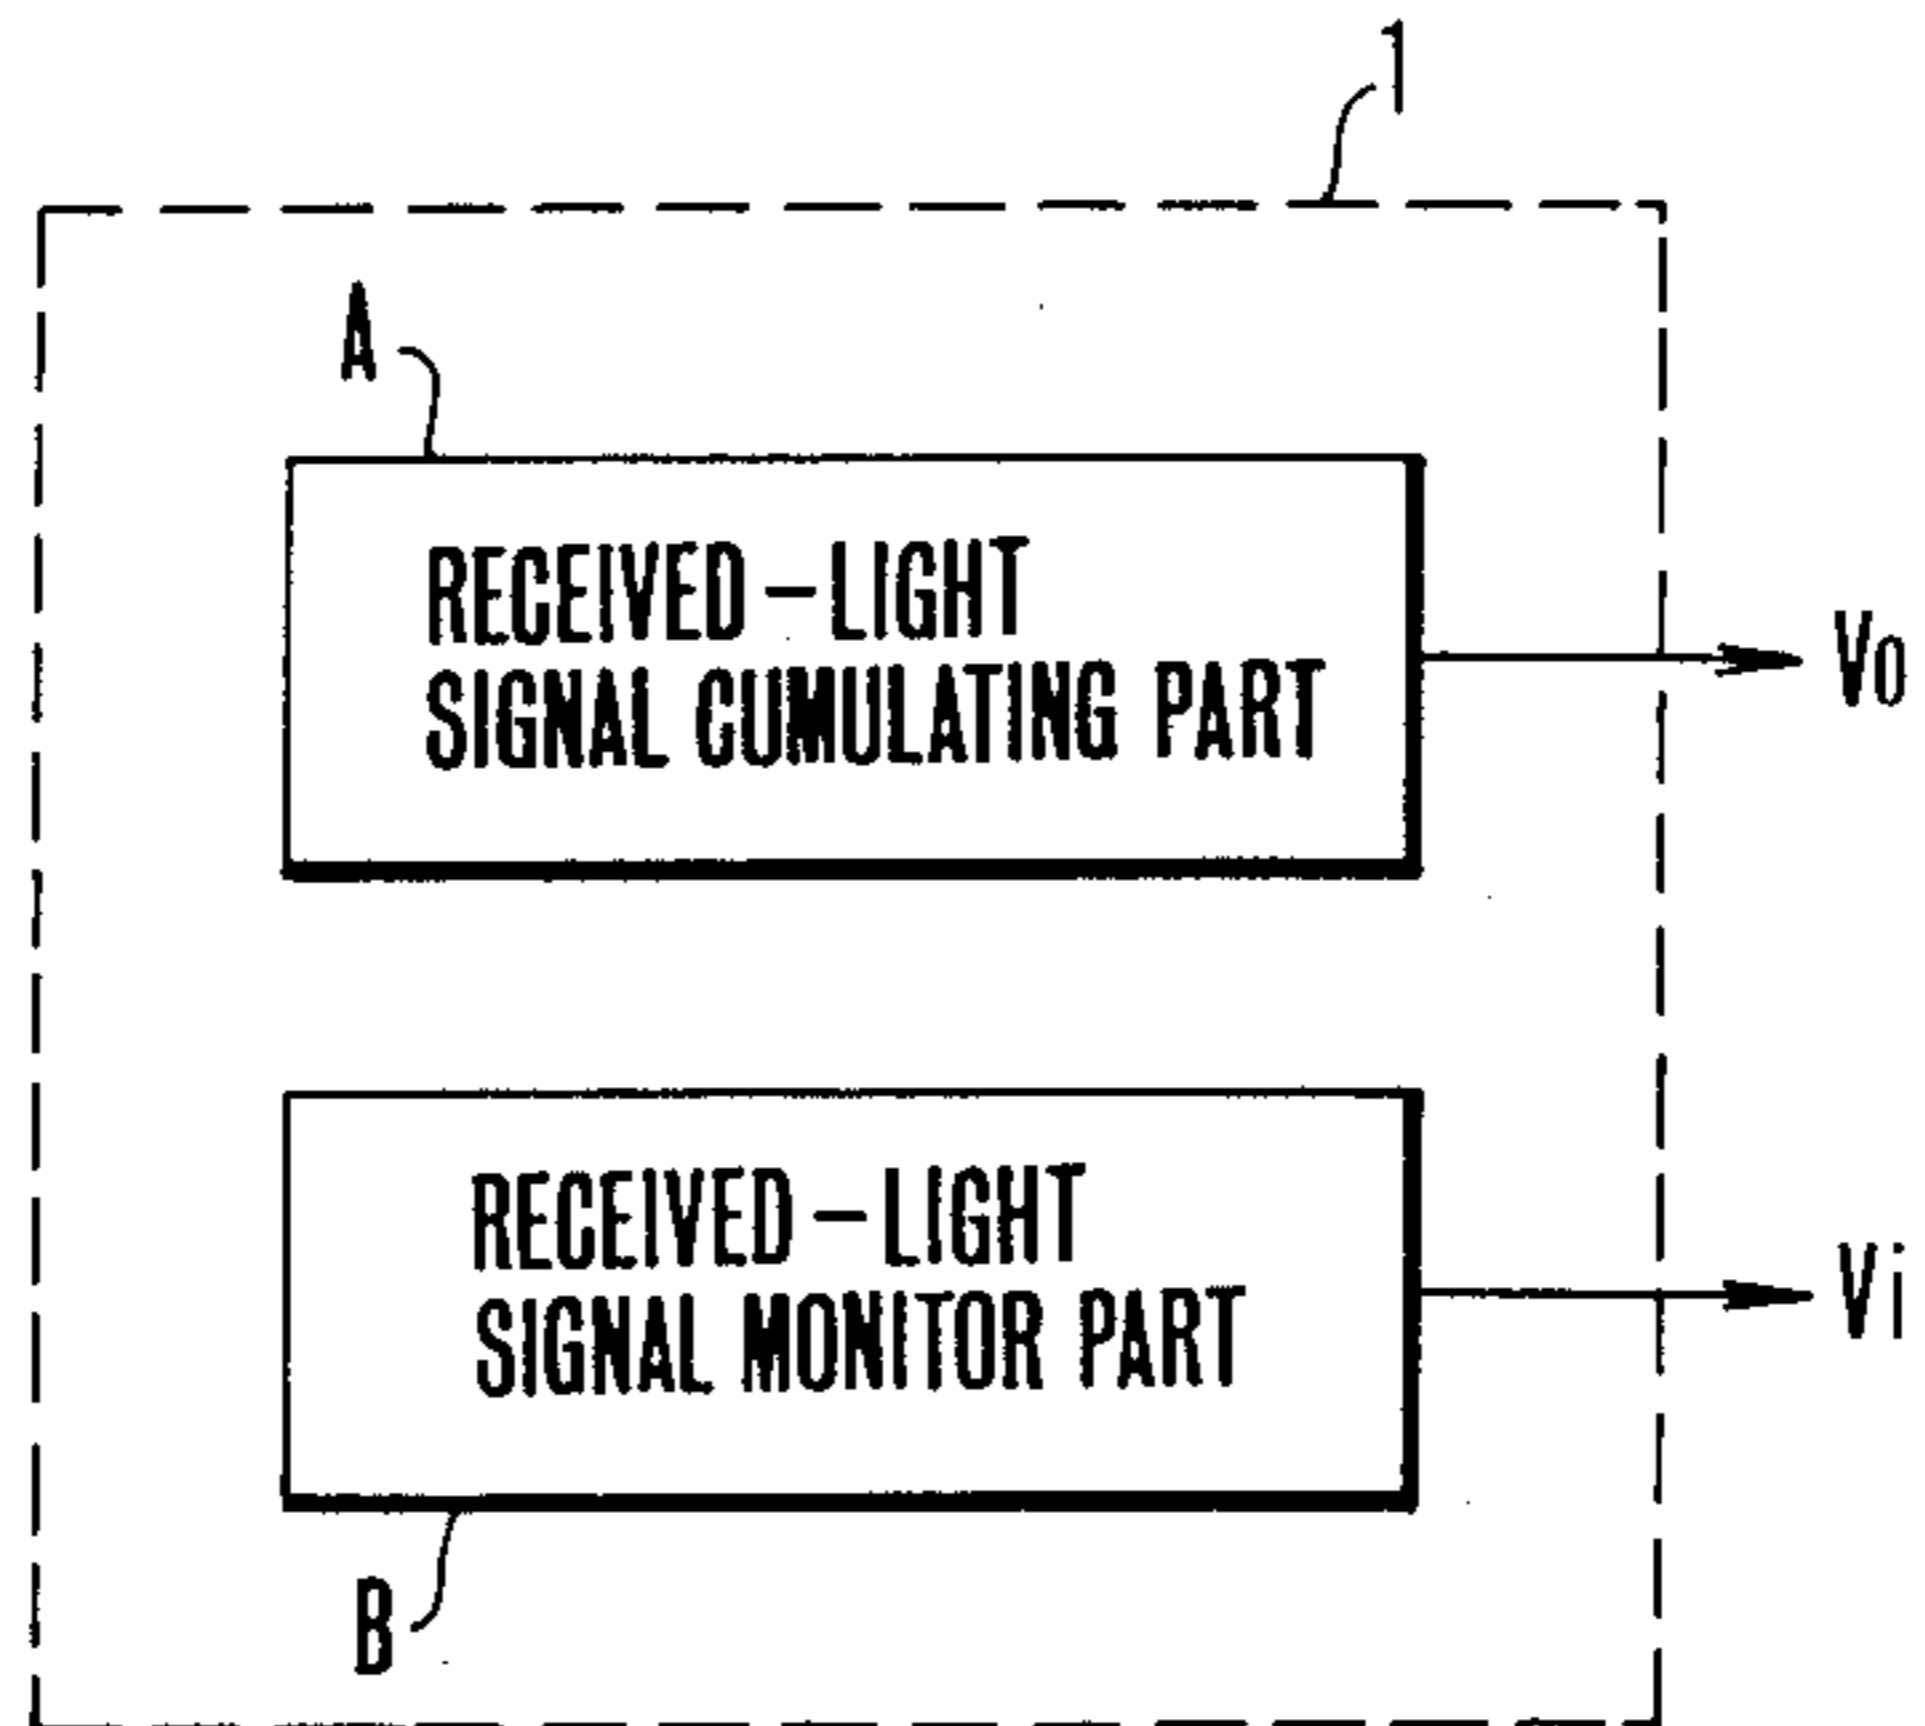 1
A
RECEIVED-LIGHT
SIGNAL CUMULATING PART
Vo
RECEIVED-LIGHT
SIGNAL MONITOR PART
Vi
B